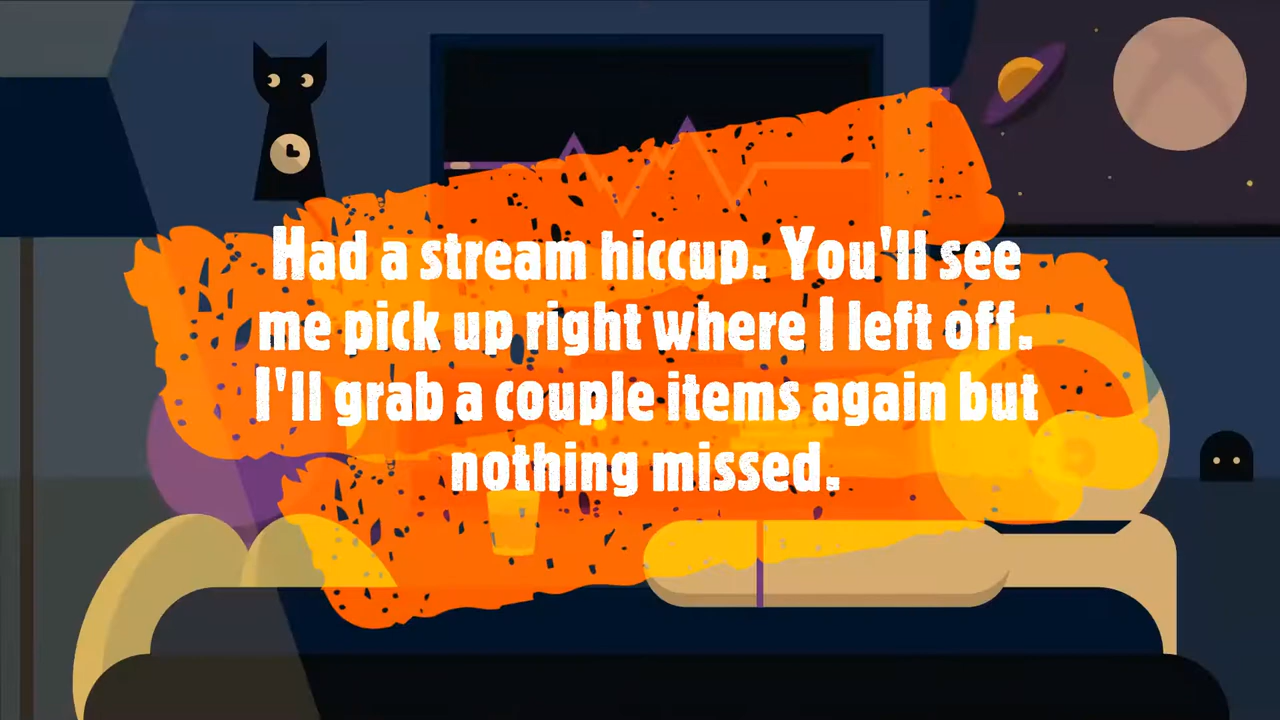 Had a stream hiccup. You'll see
me pick up right where I left off.
I'll grab a couple items again but
nothing missed.